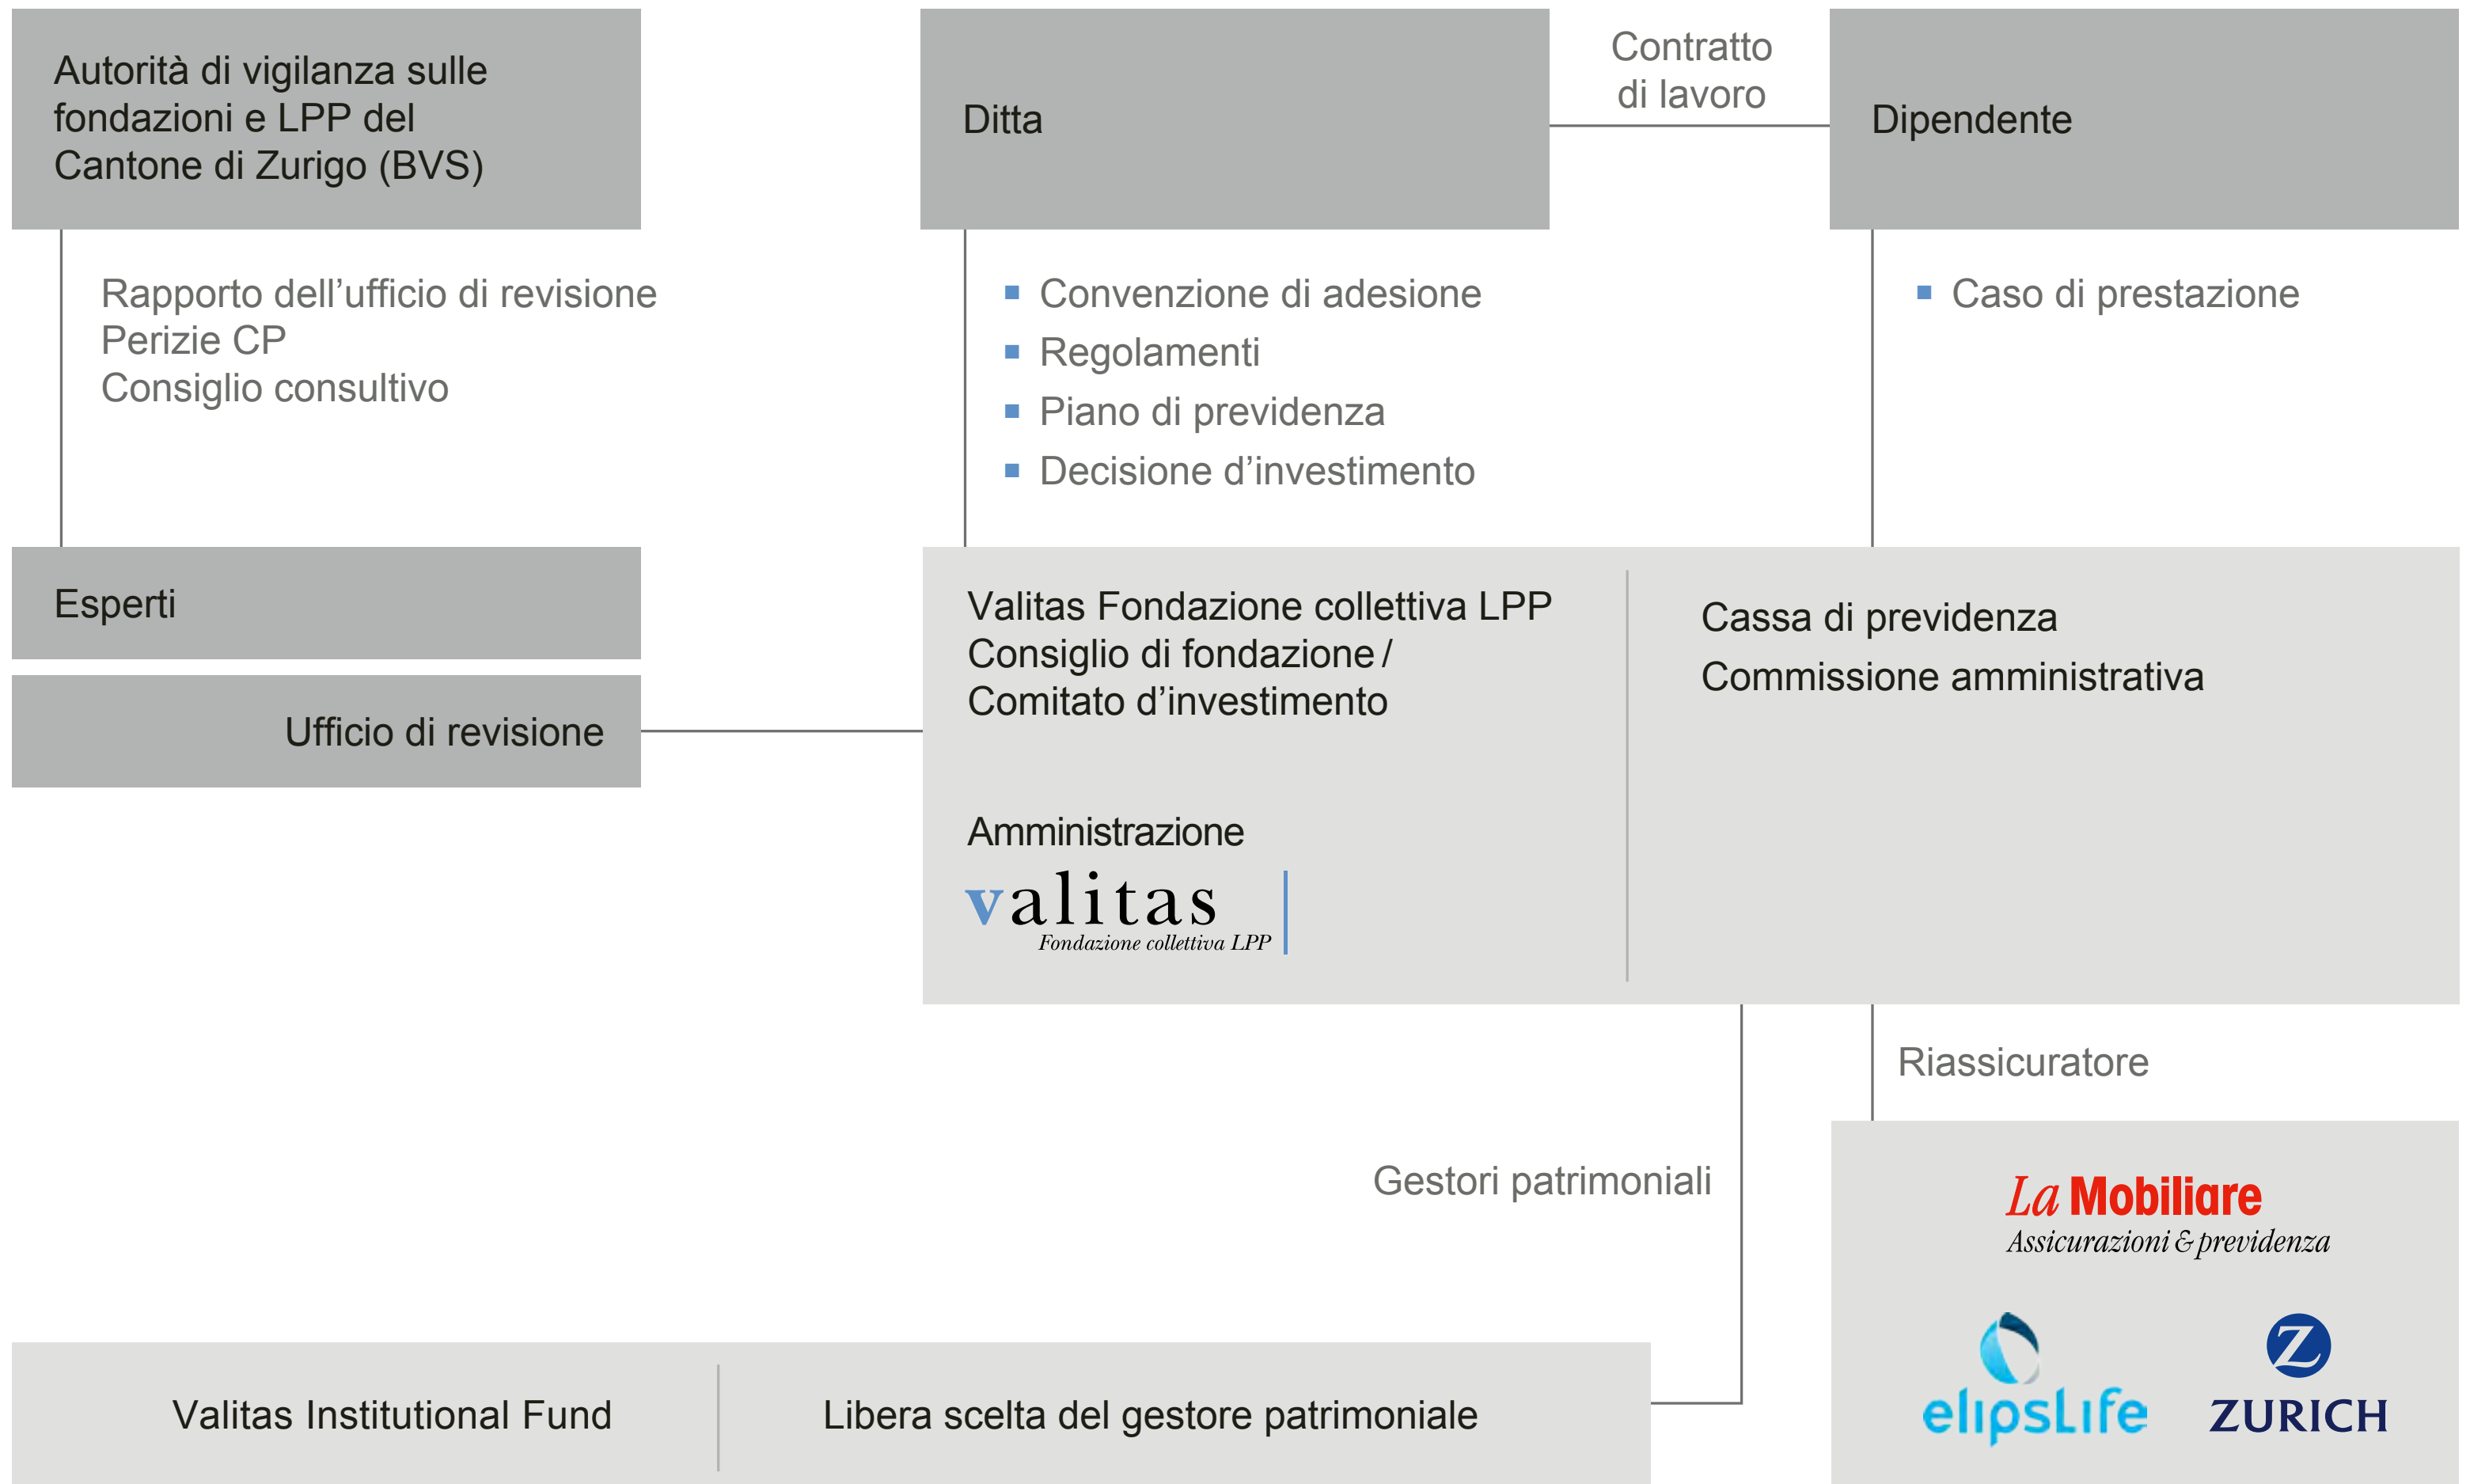 Autorità di vigilanza sulle
fondazioni e LPP del
Cantone di Zurigo (BVS)
Ditta
Contratto
di lavoro
Dipendente
Rapporto dell’ufficio di revisione
Perizie CP
Consiglio consultivo
Convenzione di adesione
Regolamenti
Piano di previdenza
Decisione d’investimento
Caso di prestazione
Esperti
Ufficio di revisione
Valitas Fondazione collettiva LPP
Consiglio di fondazione /
Comitato d’investimento
Amministrazione
valitas
Fondazione collettiva LPP
Cassa di previdenza
Commissione amministrativa
Riassicuratore
Gestori patrimoniali
La Mobiliare
Assicurazioni & previdenza
elipsLife
Z
ZURICH
Valitas Institutional Fund
Libera scelta del gestore patrimoniale